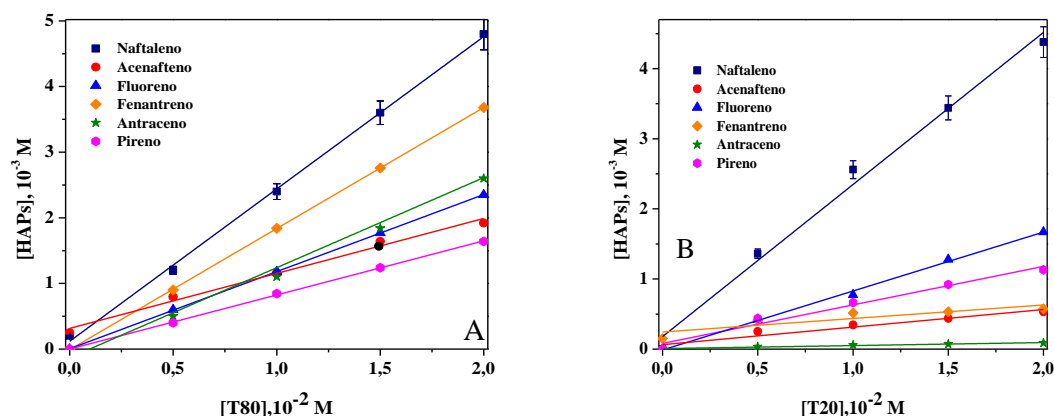 5
4
3
2
1
0
[HAPs], 10⁻³ M
Naftaleno
Acenafteno
Fluoreno
Fenantreno
Antraceno
Pireno
A
0,0 0,5 1,0 1,5 2,0
[T80],10⁻² M
4
3
2
1
0
[HAPs], 10⁻³ M
Naftaleno
Acenafteno
Fluoreno
Fenantreno
Antraceno
Pireno
B
0,0 0,5 1,0 1,5 2,0
[T20],10⁻² M